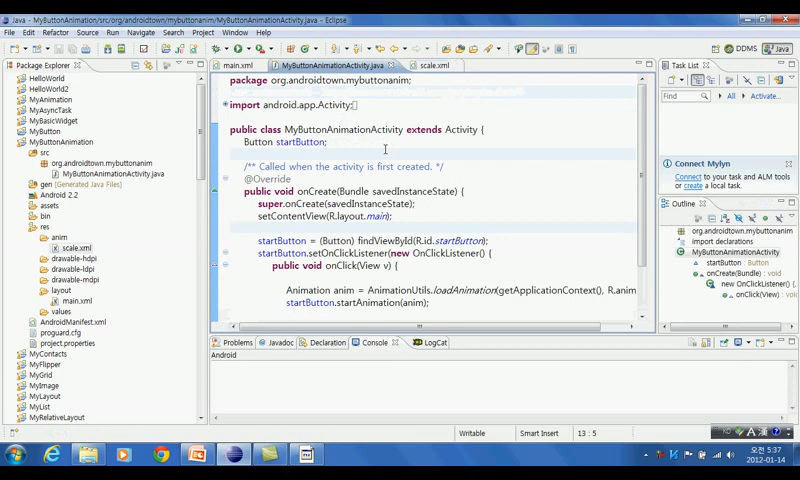 Java - MyButtonAnimation/src/org/androidtown/mybuttonanim/MyButtonAnimationActivity.java - Eclipse
File Edit Run Source Refactor Navigate Search Project Window Help
DDMS Java
Package Explorer
HelloWorld
HelloWorld2
MyAnimation
MyAsyncTask
MyBasicWidget
MyButton
MyButtonAnimation
src
org.androidtown.mybuttonanim
MyButtonAnimationActivity.java
gen [Generated Java Files]
Android 2.2
assets
bin
res
anim
scale.xml
drawable-hdpi
drawable-ldpi
drawable-mdpi
layout
main.xml
values
AndroidManifest.xml
proguard.cfg
project.properties
MyContacts
MyFlipper
MyGrid
MyImage
MyLayout
MyList
MyRelativeLayout
main.xml MyButtonAnimationActivity.java scale.xml
package org.androidtown.mybuttonanim;
import android.app.Activity;
public class MyButtonAnimationActivity extends Activity {
Button startButton;
/** Called when the activity is first created. */
@Override
public void onCreate(Bundle savedInstanceState) {
super.onCreate(savedInstanceState);
setContentView(R.layout.main);
startButton = (Button) findViewById(R.id.startButton);
startButton.setOnClickListener(new OnClickListener() {
public void onClick(View v) {
Animation anim = AnimationUtils.loadAnimation(getApplicationContext(), R.anim
startButton.startAnimation(anim);
Problems Javadoc Declaration Console LogCat
Android
Task List
Find All Activate...
Connect Mylyn
Connect to your task and ALM tools
or create a local task.
Outline
org.androidtown.mybuttonanim
import declarations
MyButtonAnimationActivity
startButton : Button
onCreate(Bundle) : void
new OnClickListener() {
onClick(View) : void
Writable Smart Insert 13 : 5
A 漢
오전 5:37
2012-01-14